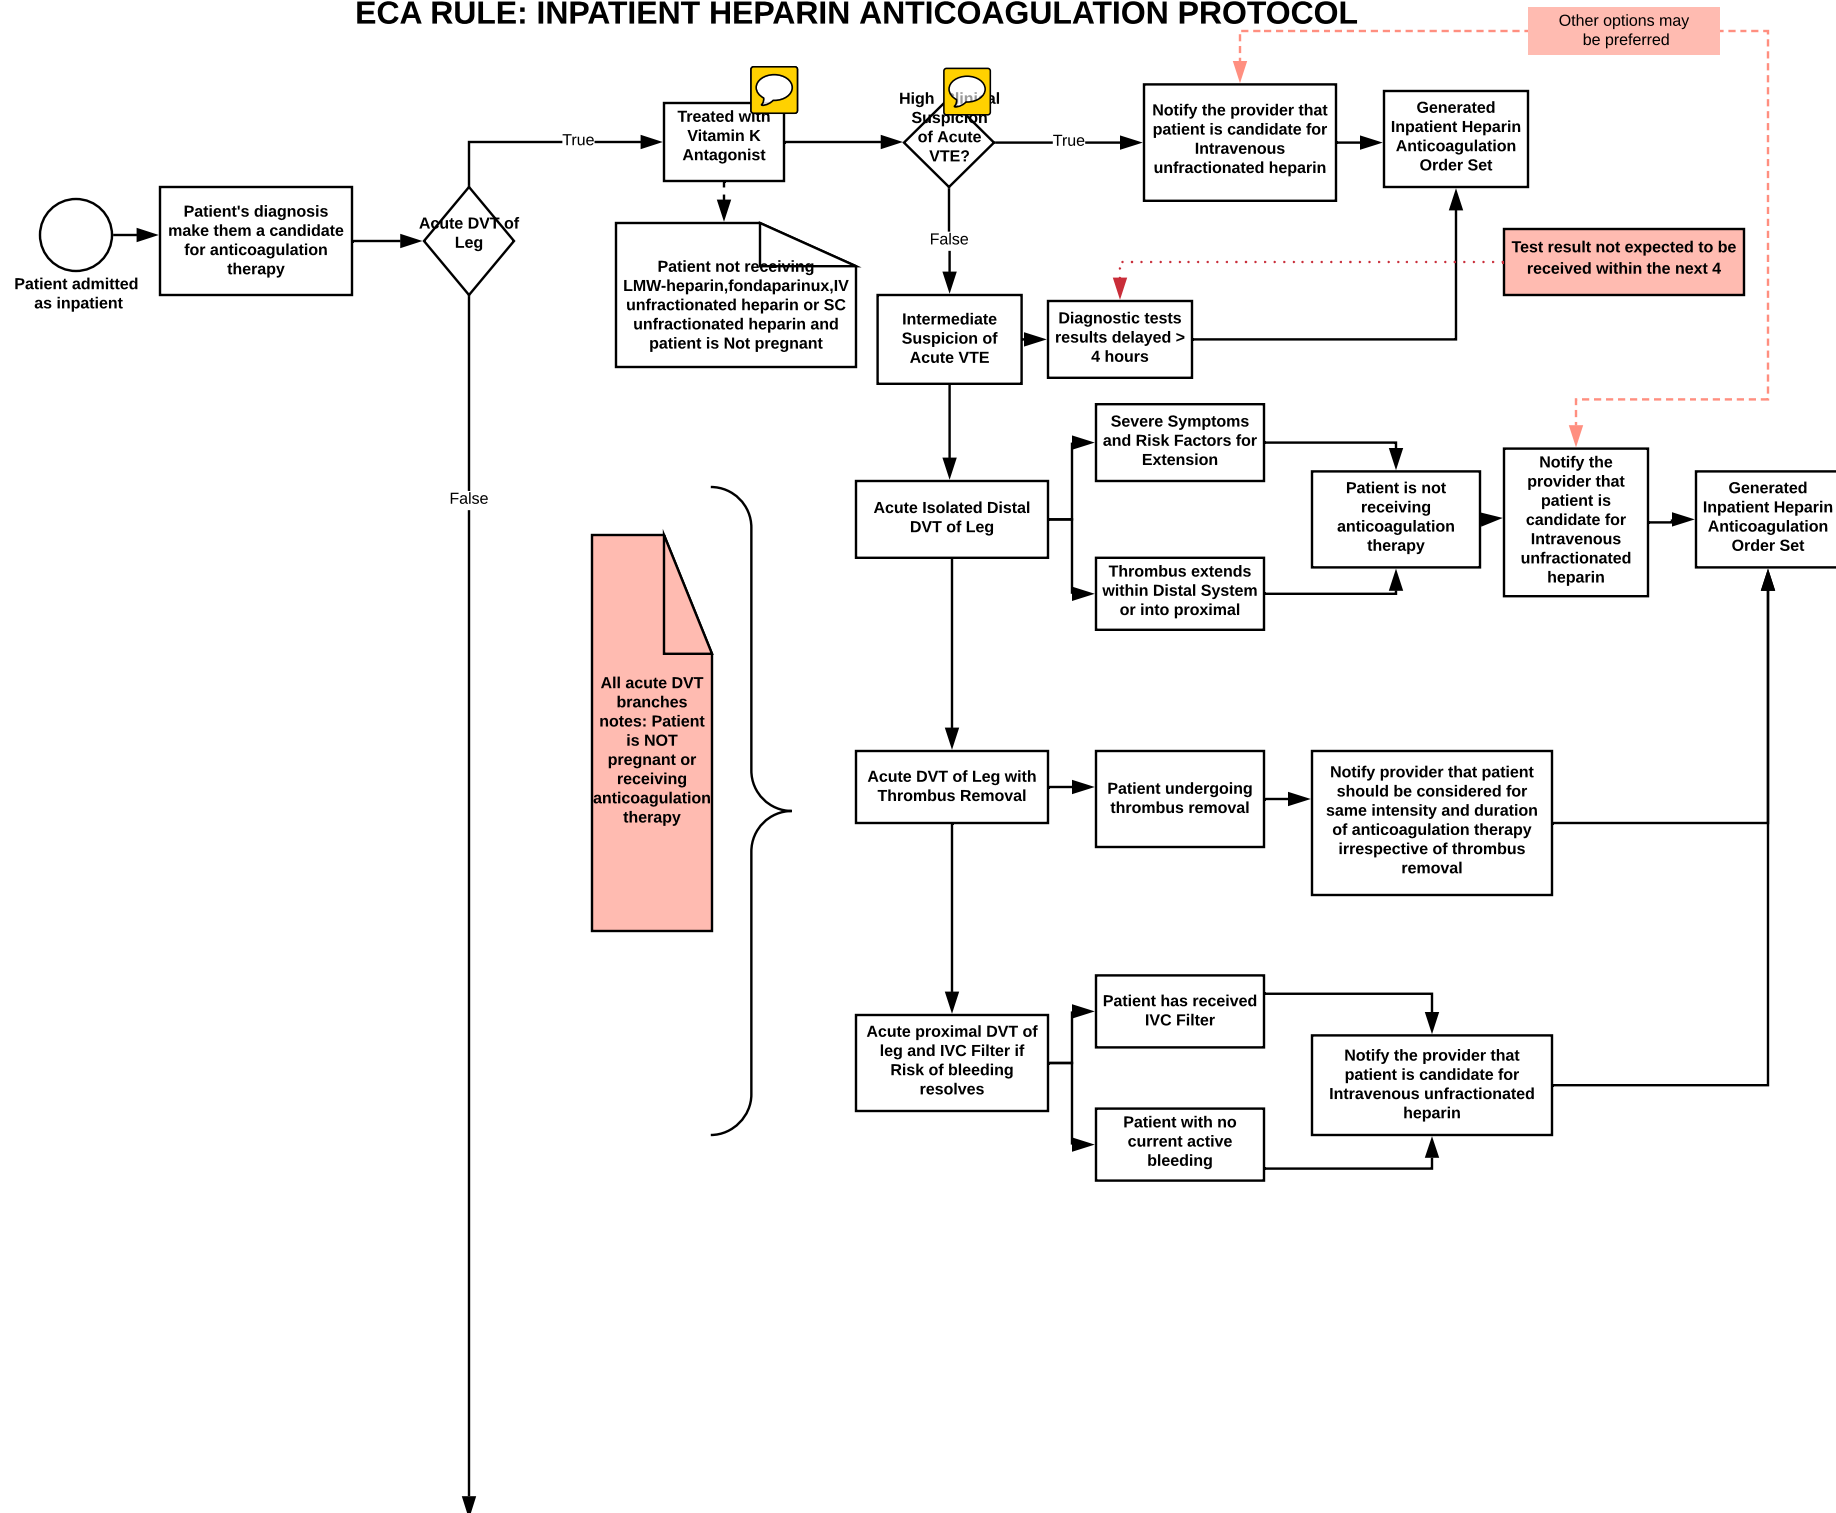 ECA RULE: INPATIENT HEPARIN ANTICOAGULATION PROTOCOL
Other options may
be preferred
Patient admitted
as inpatient
Patient's diagnosis
make them a candidate
for anticoagulation
therapy
Acute DVT of
Leg
True
Treated with
Vitamin K
Antagonist
High Clinical
Suspicion
of Acute
VTE?
True
Notify the provider that
patient is candidate for
Intravenous
unfractionated heparin
Generated
Inpatient Heparin
Anticoagulation
Order Set
Patient not receiving
LMW-heparin,fondaparinux,IV
unfractionated heparin or SC
unfractionated heparin and
patient is Not pregnant
False
Test result not expected to be
received within the next 4
Intermediate
Suspicion of
Acute VTE
Diagnostic tests
results delayed >
4 hours
False
Acute Isolated Distal
DVT of Leg
Severe Symptoms
and Risk Factors for
Extension
Thrombus extends
within Distal System
or into proximal
Patient is not
receiving
anticoagulation
therapy
Notify the
provider that
patient is
candidate for
Intravenous
unfractionated
heparin
Generated
Inpatient Heparin
Anticoagulation
Order Set
All acute DVT
branches
notes: Patient
is NOT
pregnant or
receiving
anticoagulation
therapy
Acute DVT of Leg with
Thrombus Removal
Patient undergoing
thrombus removal
Notify provider that patient
should be considered for
same intensity and duration
of anticoagulation therapy
irrespective of thrombus
removal
Acute proximal DVT of
leg and IVC Filter if
Risk of bleeding
resolves
Patient has received
IVC Filter
Patient with no
current active
bleeding
Notify the provider that
patient is candidate for
Intravenous unfractionated
heparin